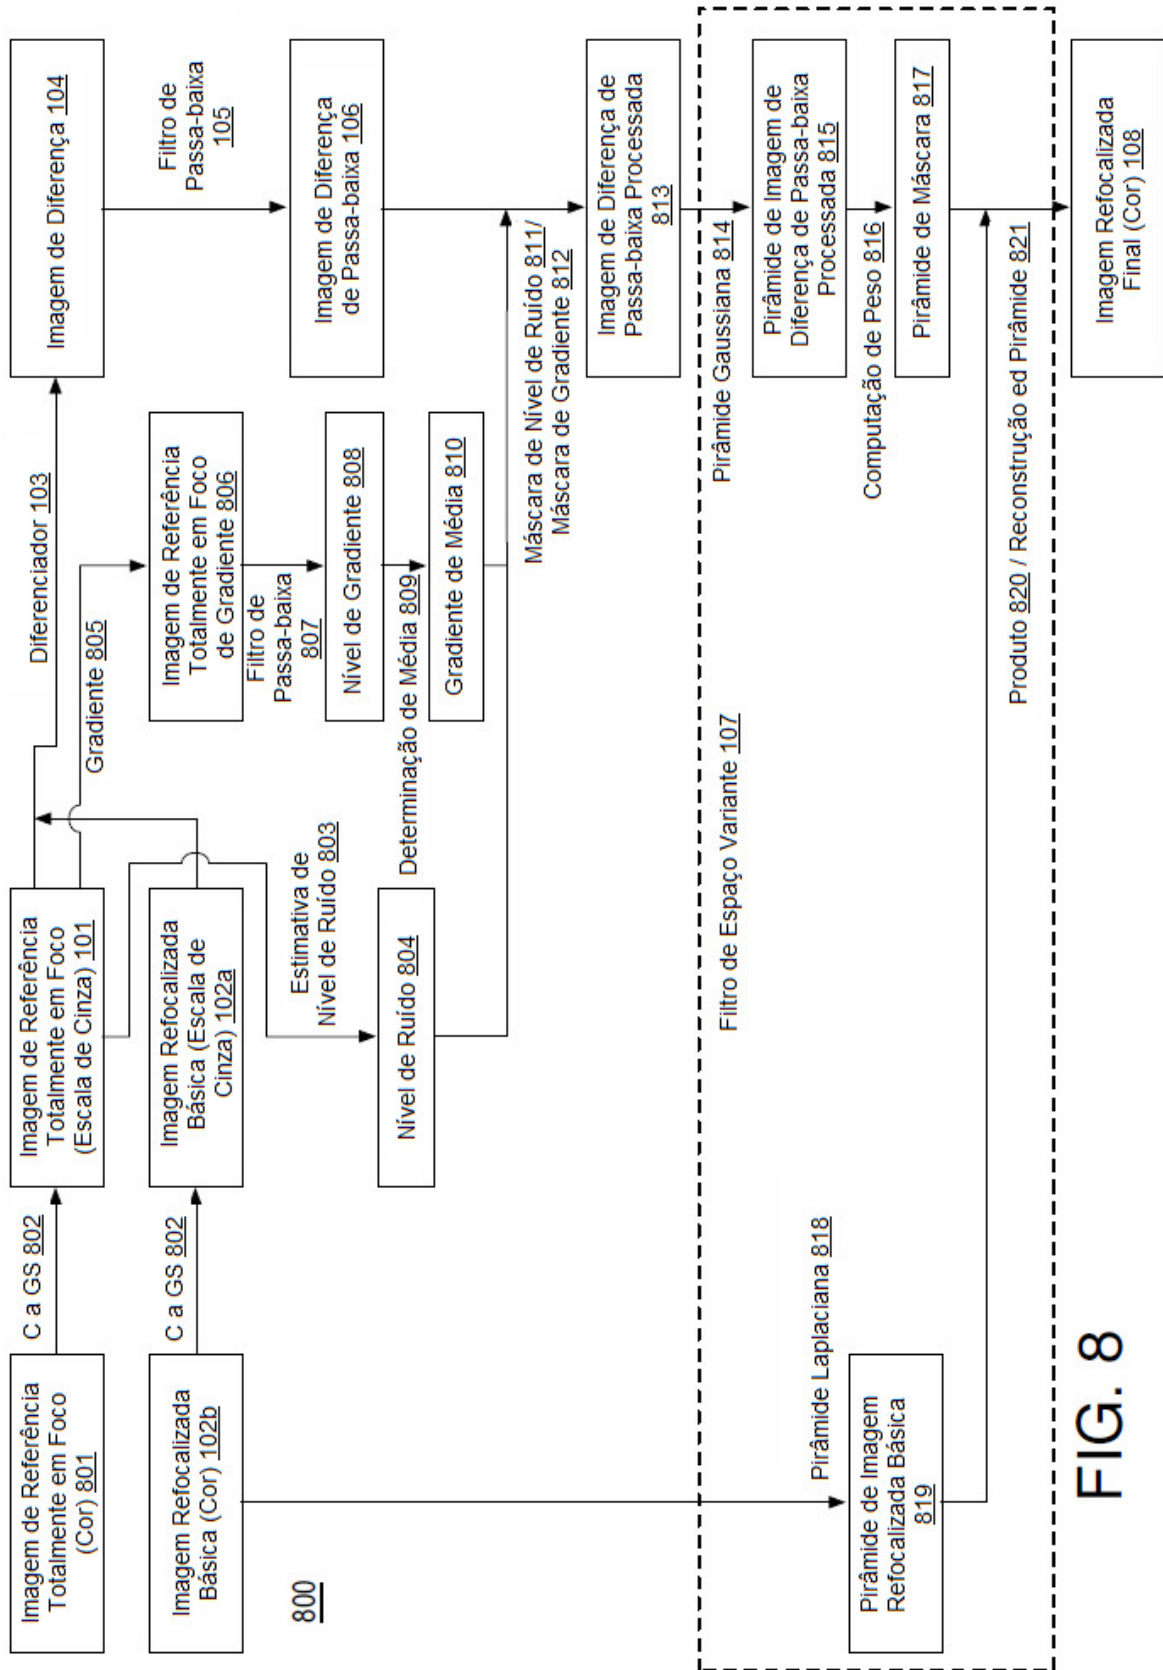 Imagem de Referência
Totalmente em Foco
(Cor) 801
C a GS 802
Imagem de Referência
Totalmente em Foco
(Escala de Cinza) 101
Diferenciador 103
Gradiente 805
Imagem de Diferença 104
Filtro de
Passa-baixa
105
Imagem Refocalizada
Básica (Cor) 102b
C a GS 802
Imagem Refocalizada
Básica (Escala de
Cinza) 102a
Imagem de Referência
Totalmente em Foco
de Gradiente 806
Filtro de
Passa-baixa
807
Imagem de Diferença
de Passa-baixa 106
800
Estimativa de
Nível de Ruído 803
Nível de Gradiente 808
Determinação de Média 809
Nível de Ruído 804
Gradiente de Média 810
Máscara de Nível de Ruído 811/
Máscara de Gradiente 812
Imagem de Diferença de
Passa-baixa Processada
813
Filtro de Espaço Variante 107
Pirâmide Gaussiana 814
Pirâmide de Imagem de
Diferença de Passa-baixa
Processada 815
Pirâmide Laplaciana 818
Computação de Peso 816
Pirâmide de Imagem
Refocalizada Básica
819
Pirâmide de Máscara 817
Produto 820 / Reconstrução ed Pirâmide 821
Imagem Refocalizada
Final (Cor) 108
FIG. 8